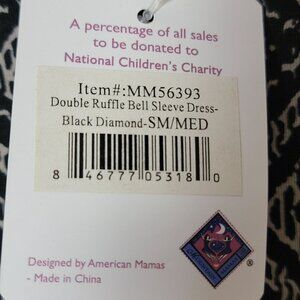 A percentage of all sales
to be donated to
National Children's Charity
Item#:MM56393
Double Ruffle Bell Sleeve Dress-
Black Diamond-SM/MED
8 46777 05318 0
Designed by American Mamas
- Made in China
®